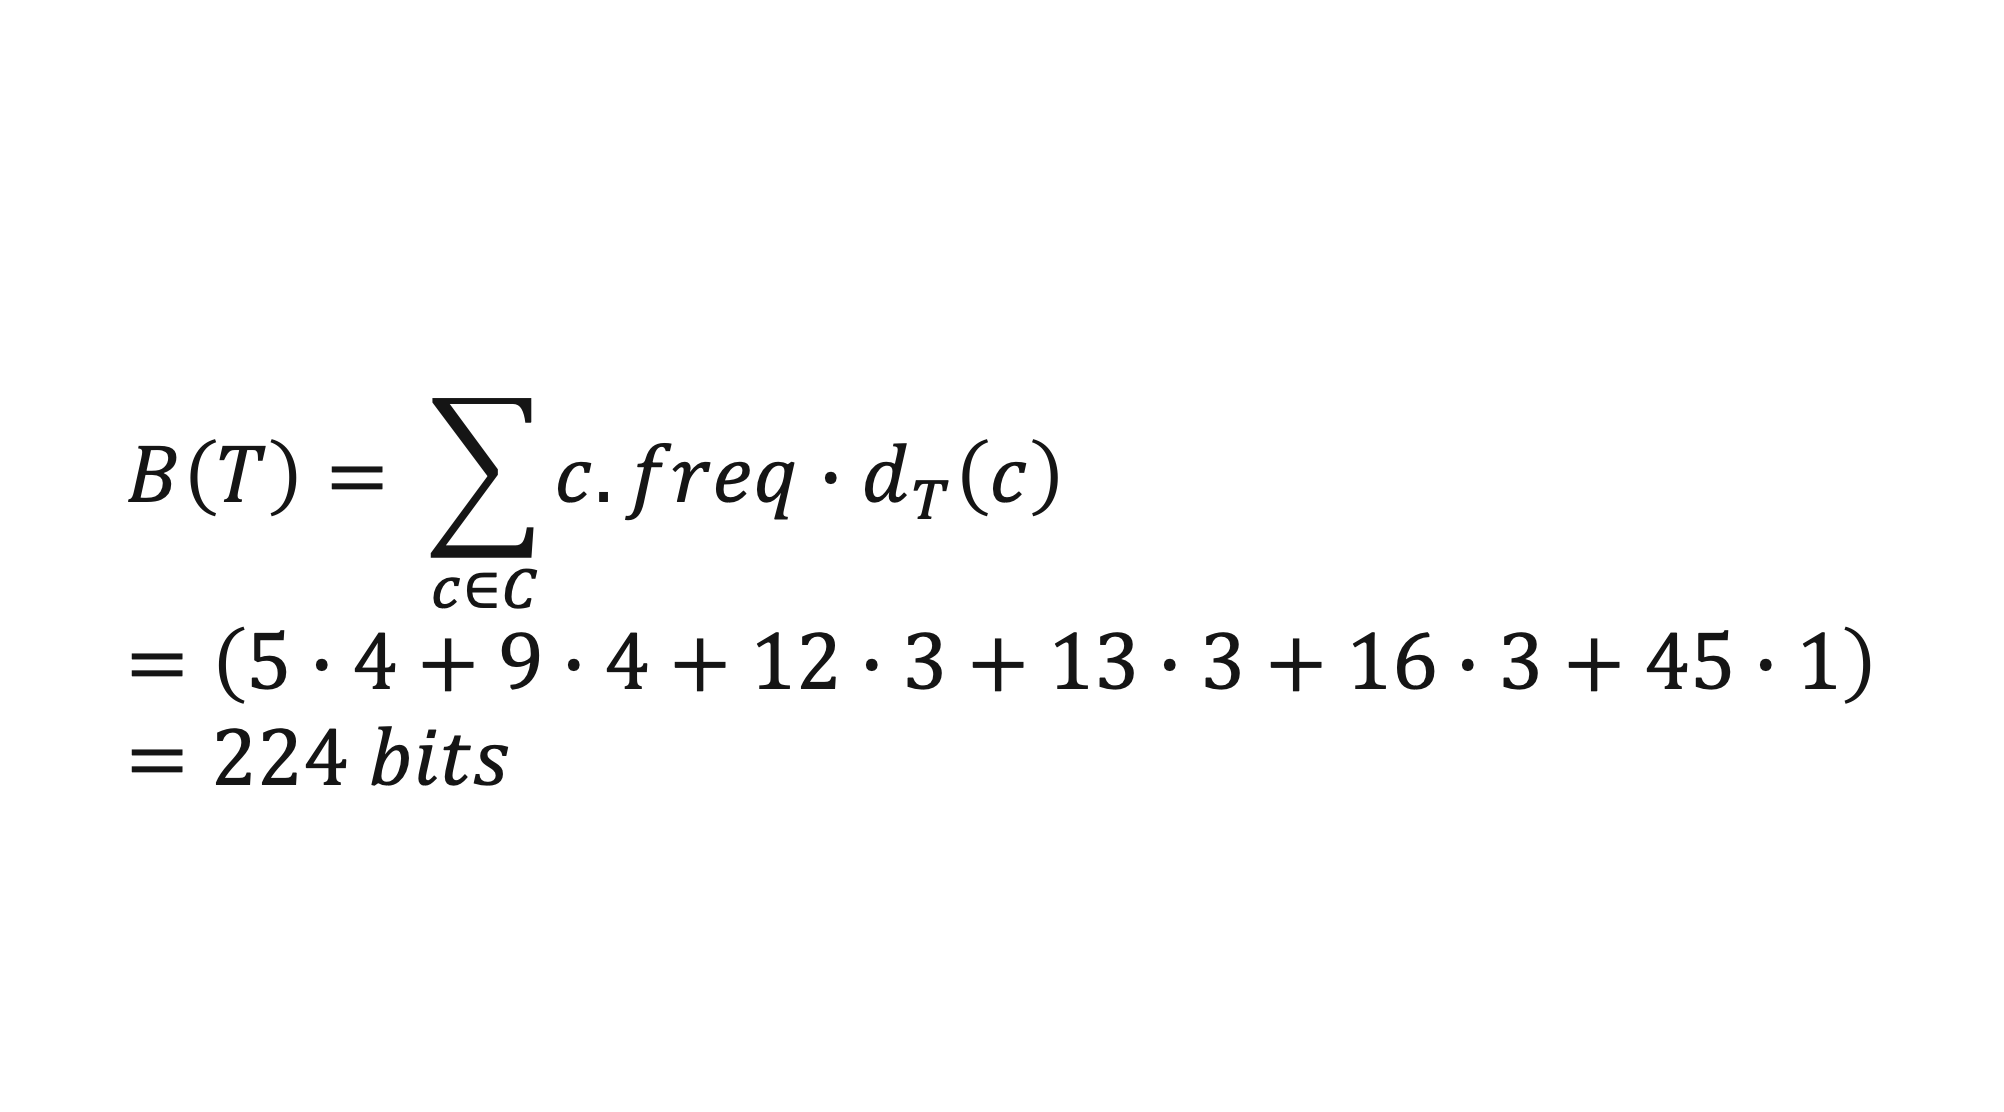 B(T) = ∑ c.freq · d_T(c)
c∈C
= (5 · 4 + 9 · 4 + 12 · 3 + 13 · 3 + 16 · 3 + 45 · 1)
= 224 bits